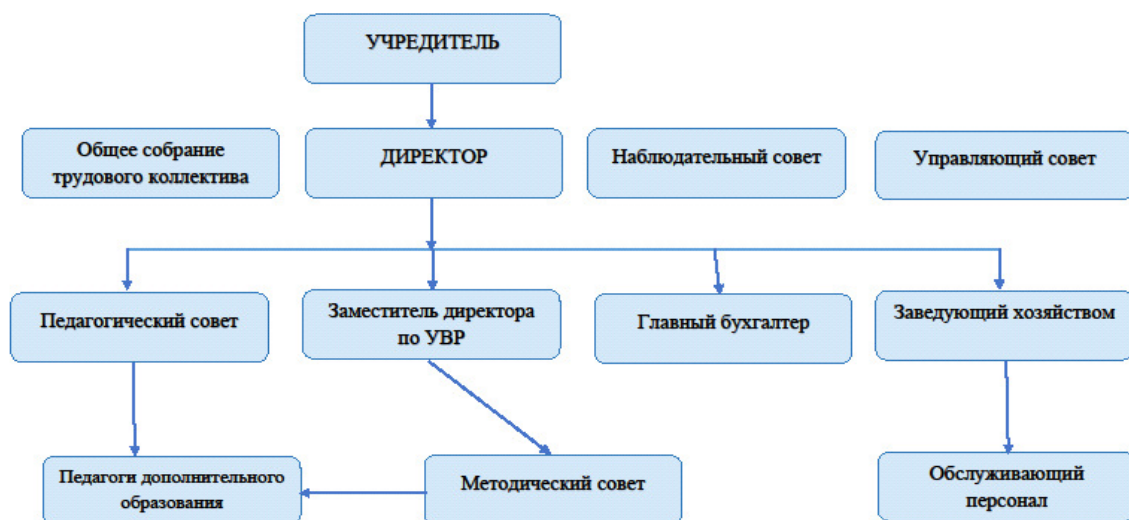 УЧРЕДИТЕЛЬ
Общее собрание
трудового коллектива
ДИРЕКТОР
Наблюдательный совет
Управляющий совет
Педагогический совет
Заместитель директора
по УВР
Главный бухгалтер
Заведующий хозяйством
Педагоги дополнительного
образования
Методический совет
Обслуживающий
персонал